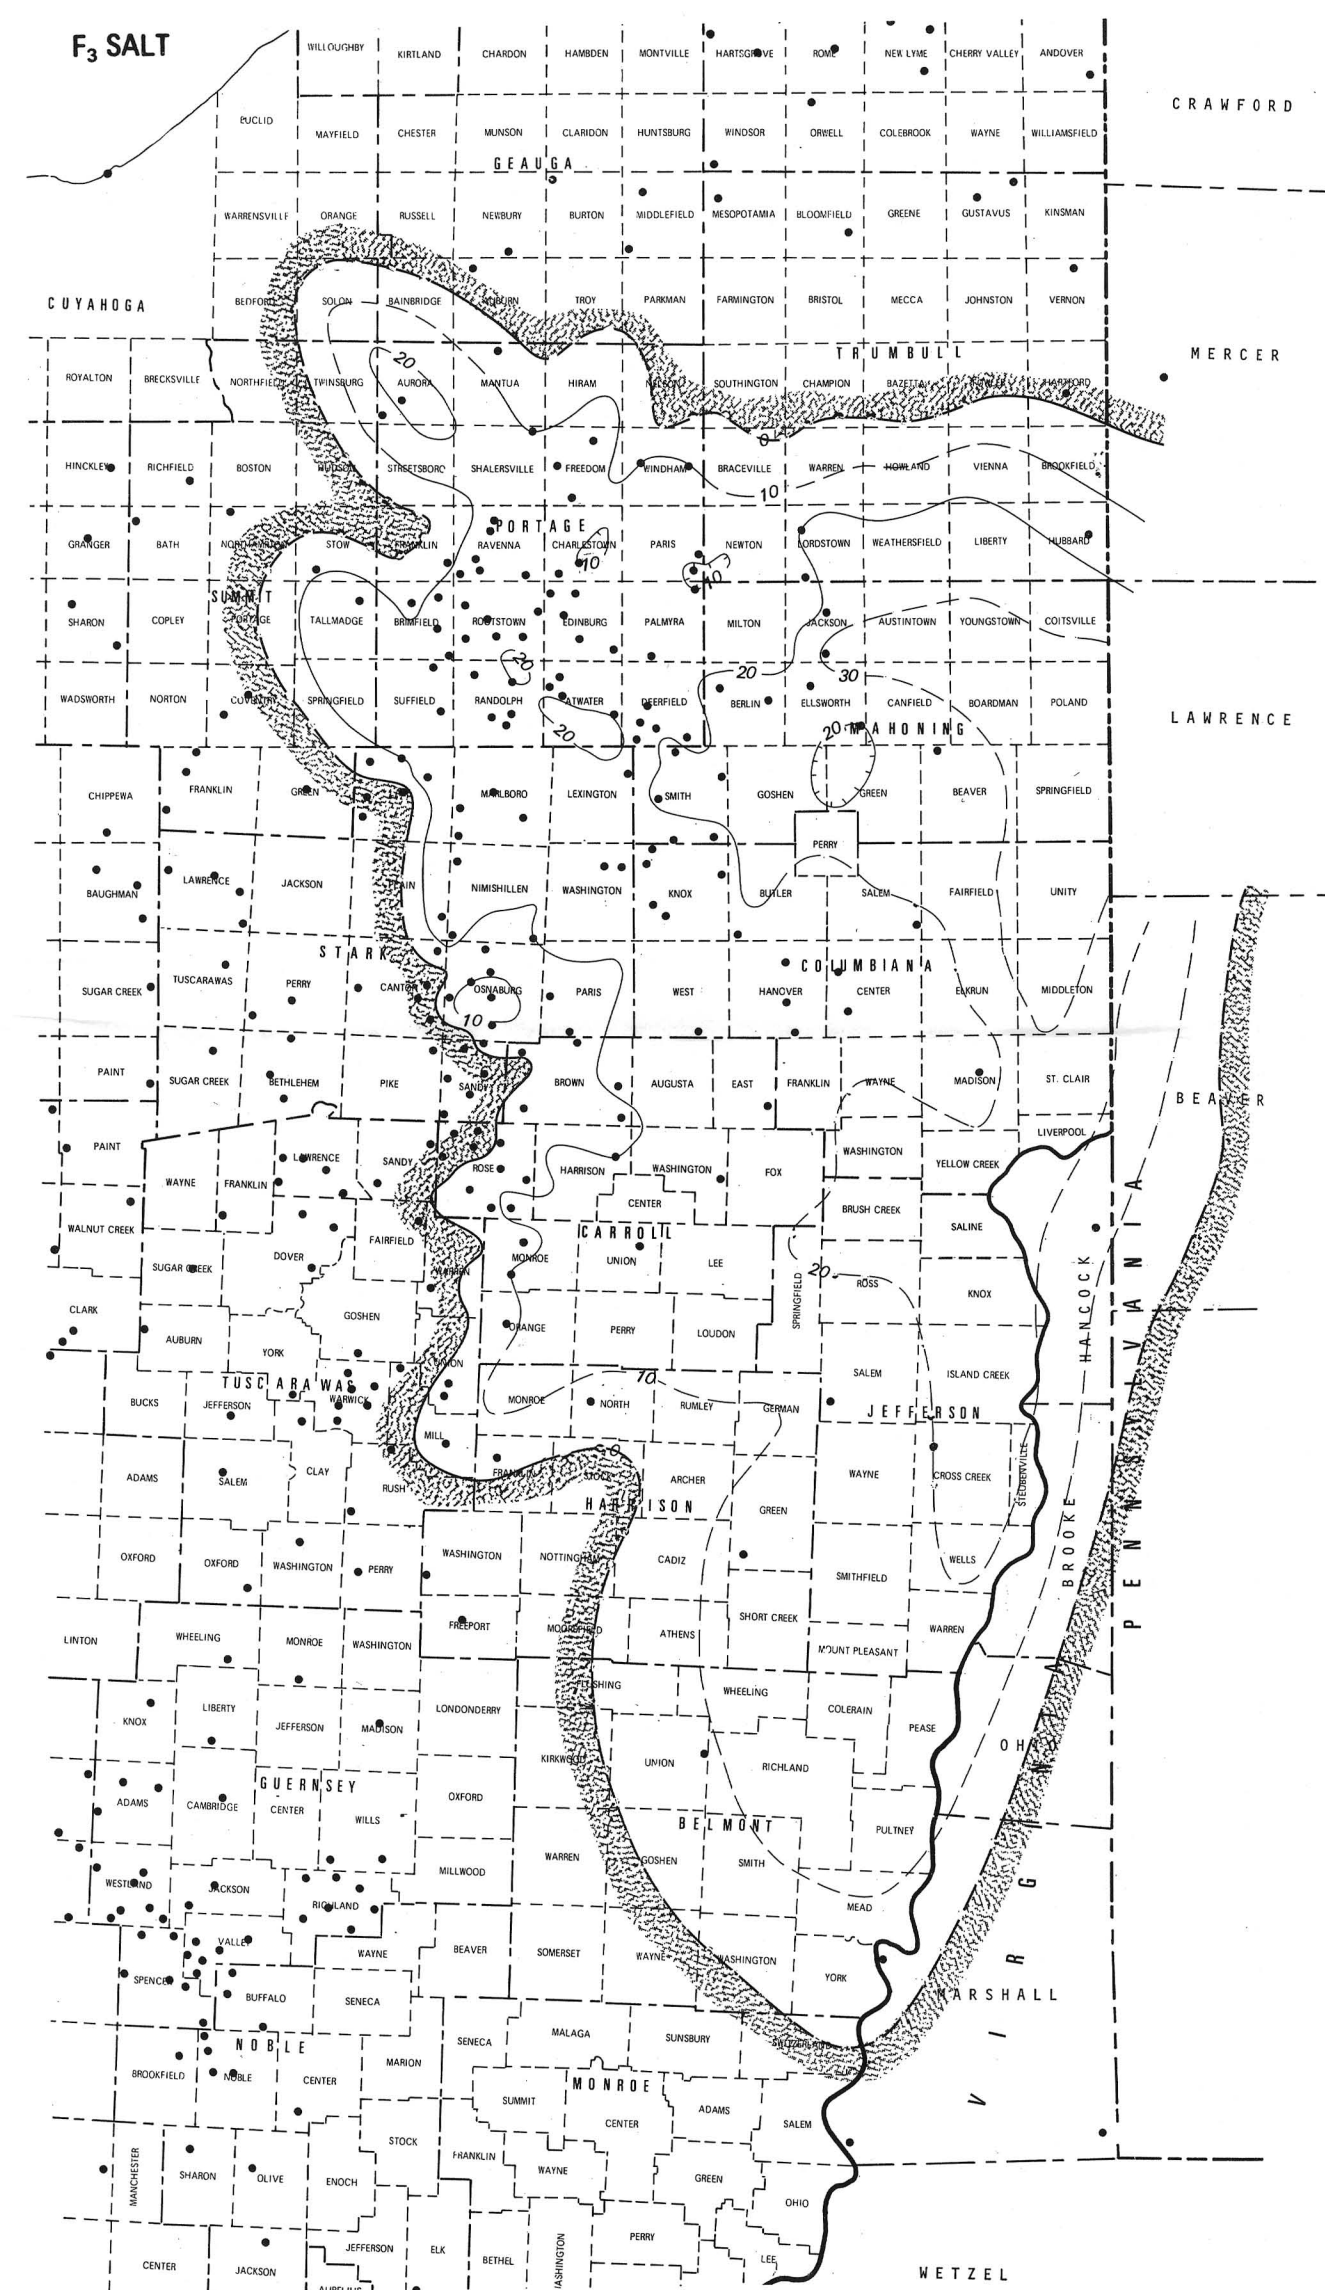 F3 SALT
WILLOUGHBY KIRTLAND CHARDON HAMBDEN MONTVILLE HARTSGROVE ROME NEW LYME CHERRY VALLEY ANDOVER
CRAWFORD
EUCLID MAYFIELD CHESTER MUNSON CLARIDON HUNTSBURG WINDSOR ORWELL COLEBROOK WAYNE WILLIAMSFIELD
GEAUGA
WARRENSVILLE ORANGE RUSSELL NEWBURY BURTON MIDDLEFIELD MESOPOTAMIA BLOOMFIELD GREENE GUSTAVUS KINSMAN
CUYAHOGA
BEDFORD SOLON BAINBRIDGE AUBURN TROY PARKMAN FARMINGTON BRISTOL MECCA JOHNSTON VERNON
TRUMBULL
MERCER
20
ROYALTON BRECKSVILLE NORTHFIELD TWINSBURG AURORA MANTUA HIRAM NELSON SOUTHINGTON CHAMPION BAZETTA FOWLER HARTFORD
0
HINCKLEY RICHFIELD BOSTON HUDSON STREETSBORO SHALERSVILLE FREEDOM WINDHAM BRACEVILLE WARREN HOWLAND VIENNA BROOKFIELD
10
PORTAGE
GRANGER BATH NORTHAMPTON STOW FRANKLIN RAVENNA CHARLESTOWN PARIS NEWTON LORDSTOWN WEATHERSFIELD LIBERTY HUBBARD
10 10
SUMMIT
SHARON COPLEY PORTAGE TALLMADGE BRIMFIELD ROOTSTOWN EDINBURG PALMYRA MILTON JACKSON AUSTINTOWN YOUNGSTOWN COITSVILLE
20 20 30
WADSWORTH NORTON COVENTRY SPRINGFIELD SUFFIELD RANDOLPH ATWATER DEERFIELD BERLIN ELLSWORTH CANFIELD BOARDMAN POLAND
LAWRENCE
20 20 MAHONING
CHIPPEWA FRANKLIN GREEN MARLBORO LEXINGTON SMITH GOSHEN GREEN BEAVER SPRINGFIELD
PERRY
BAUGHMAN LAWRENCE JACKSON PLAIN NIMISHILLEN WASHINGTON KNOX BUTLER SALEM FAIRFIELD UNITY
STARK COLUMBIANA
SUGAR CREEK TUSCARAWAS PERRY CANTON OSNABURG PARIS WEST HANOVER CENTER ELKRUN MIDDLETON
10
PAINT SUGAR CREEK BETHLEHEM PIKE SANDY BROWN AUGUSTA EAST FRANKLIN WAYNE MADISON ST. CLAIR
BEAVER
LIVERPOOL
PAINT WAYNE FRANKLIN LAWRENCE SANDY ROSE HARRISON WASHINGTON FOX WASHINGTON YELLOW CREEK
CENTER BRUSH CREEK
WALNUT CREEK DOVER FAIRFIELD CARROLL SALINE
SUGAR CREEK WARREN MONROE UNION LEE
20 ROSS KNOX
SPRINGFIELD
HANCOCK
PENNSYLVANIA
CLARK AUBURN YORK GOSHEN ORANGE PERRY LOUDON
UNION
TUSCARAWAS 10 SALEM ISLAND CREEK
BUCKS JEFFERSON WARWICK MONROE NORTH RUMLEY GERMAN JEFFERSON
MILL
0
ADAMS SALEM CLAY RUSH FRANKLIN STOCK ARCHER WAYNE CROSS CREEK
STEUBENVILLE
HARRISON GREEN
BROOKE
OXFORD OXFORD WASHINGTON PERRY WASHINGTON NOTTINGHAM CADIZ SMITHFIELD WELLS
LINTON WHEELING MONROE WASHINGTON FREEPORT MOOREFIELD ATHENS SHORT CREEK MOUNT PLEASANT WARREN
FLUSHING WHEELING
KNOX LIBERTY JEFFERSON MADISON LONDONDERRY COLERAIN PEASE
OHIO
KIRKWOOD UNION RICHLAND
GUERNSEY
ADAMS CAMBRIDGE CENTER WILLS OXFORD
BELMONT PULTNEY
WESTLAND JACKSON MILLWOOD WARREN GOSHEN SMITH
RICHLAND MEAD
VALLEY WAYNE BEAVER SOMERSET WAYNE WASHINGTON
SPENCER YORK
BUFFALO SENECA MARSHALL
NOBLE SENECA MALAGA SUNSBURY SWITZERLAND
VIRGINIA
BROOKFIELD NOBLE CENTER MARION
MONROE
SUMMIT CENTER ADAMS SALEM
STOCK FRANKLIN WAYNE GREEN
MANCHESTER
SHARON OLIVE ENOCH OHIO
CENTER JACKSON JEFFERSON ELK BETHEL WASHINGTON PERRY LEE
AURELIUS
WETZEL